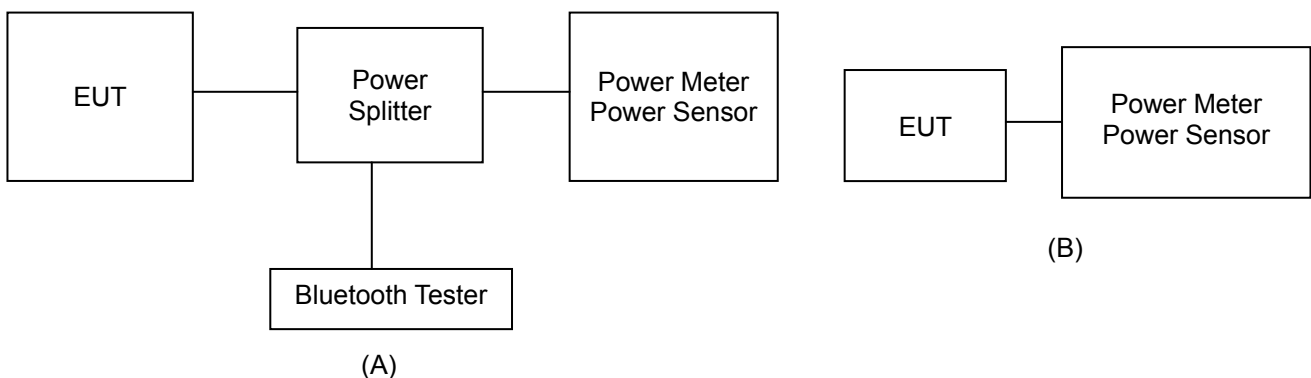 EUT
Power
Splitter
Power Meter
Power Sensor
Bluetooth Tester
(A)
EUT
Power Meter
Power Sensor
(B)